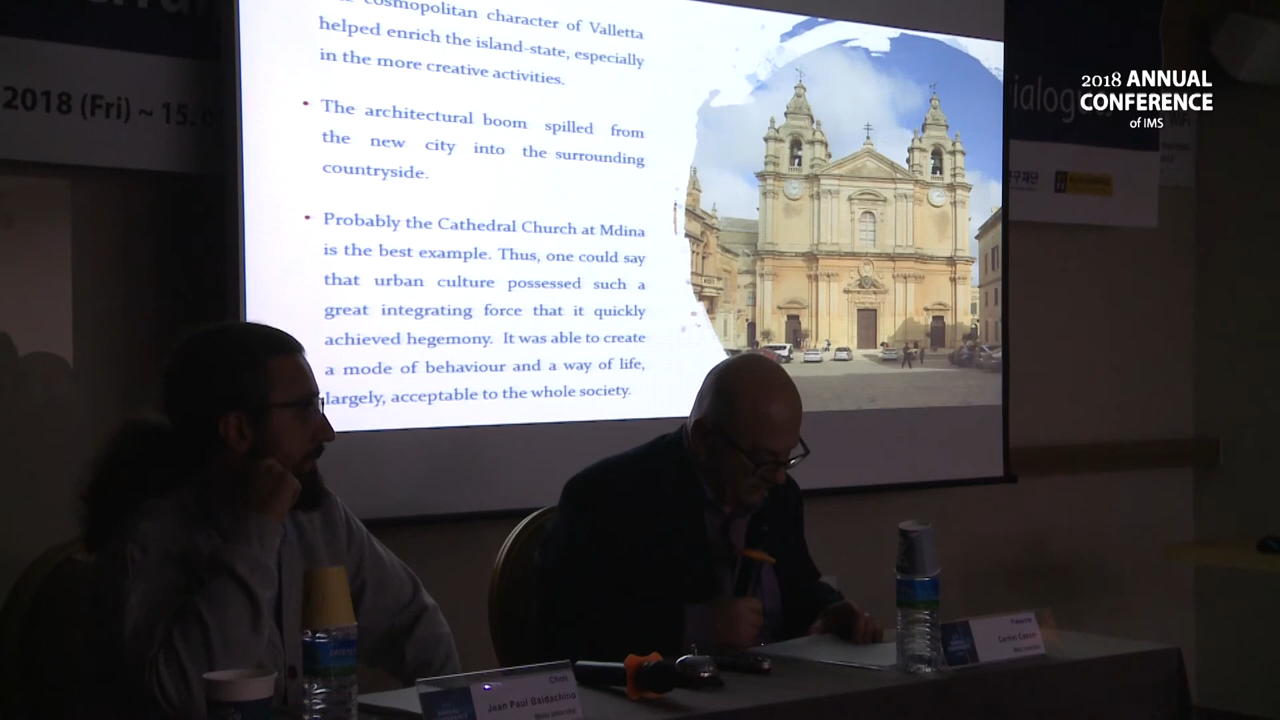 2018 (Fri) ~ 15.
cosmopolitan character of Valletta
helped enrich the island-state, especially
in the more creative activities.
• The architectural boom spilled from
the new city into the surrounding
countryside.
• Probably the Cathedral Church at Mdina
is the best example. Thus, one could say
that urban culture possessed such a
great integrating force that it quickly
achieved hegemony. It was able to create
a mode of behaviour and a way of life,
largely, acceptable to the whole society.
2018 ANNUAL
CONFERENCE
of IMS
Chair
Jean Paul Baldacchino
Presenter